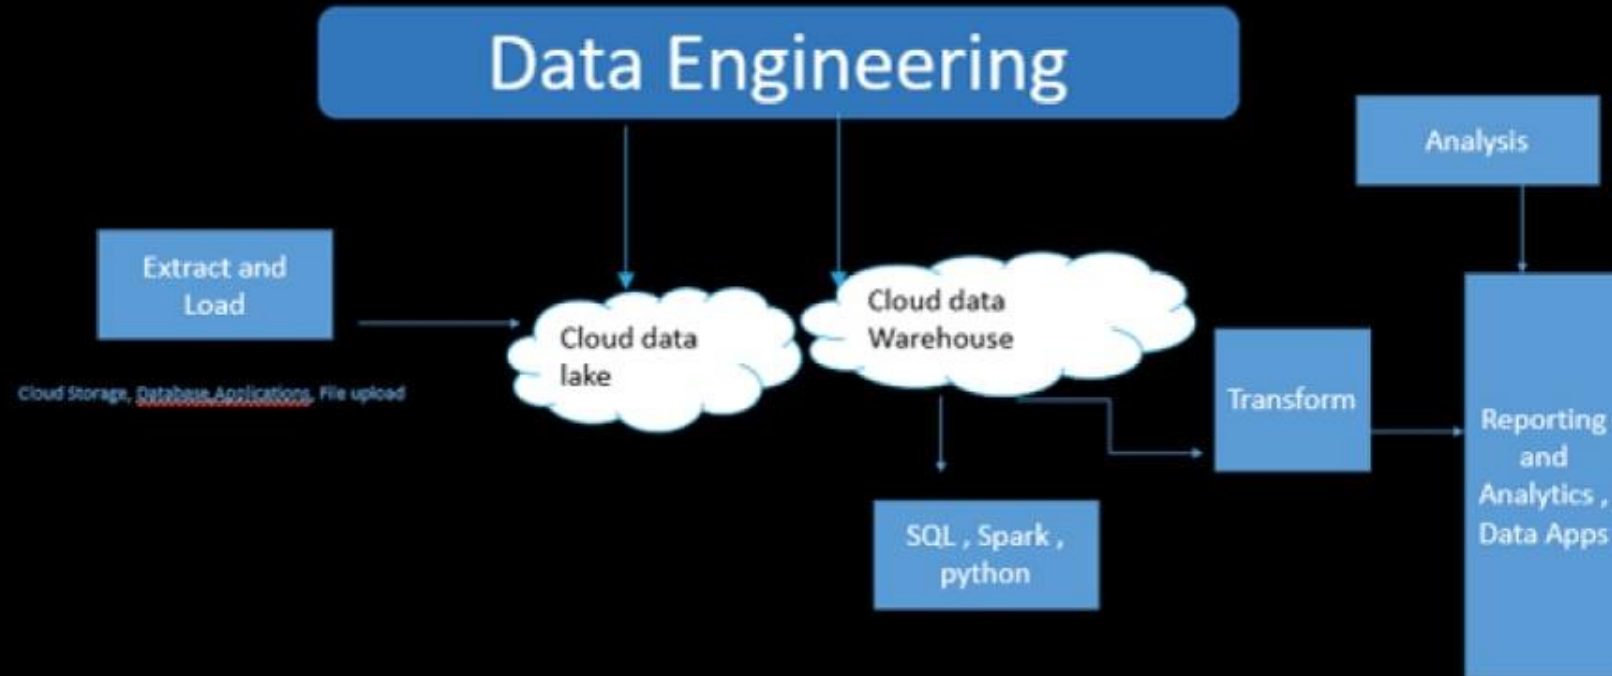 Data Engineering
Analysis
Extract and
Load
Cloud data
lake
Cloud data
Warehouse
Cloud Storage, Database Applications, File upload
Transform
SQL , Spark ,
python
Reporting
and
Analytics ,
Data Apps